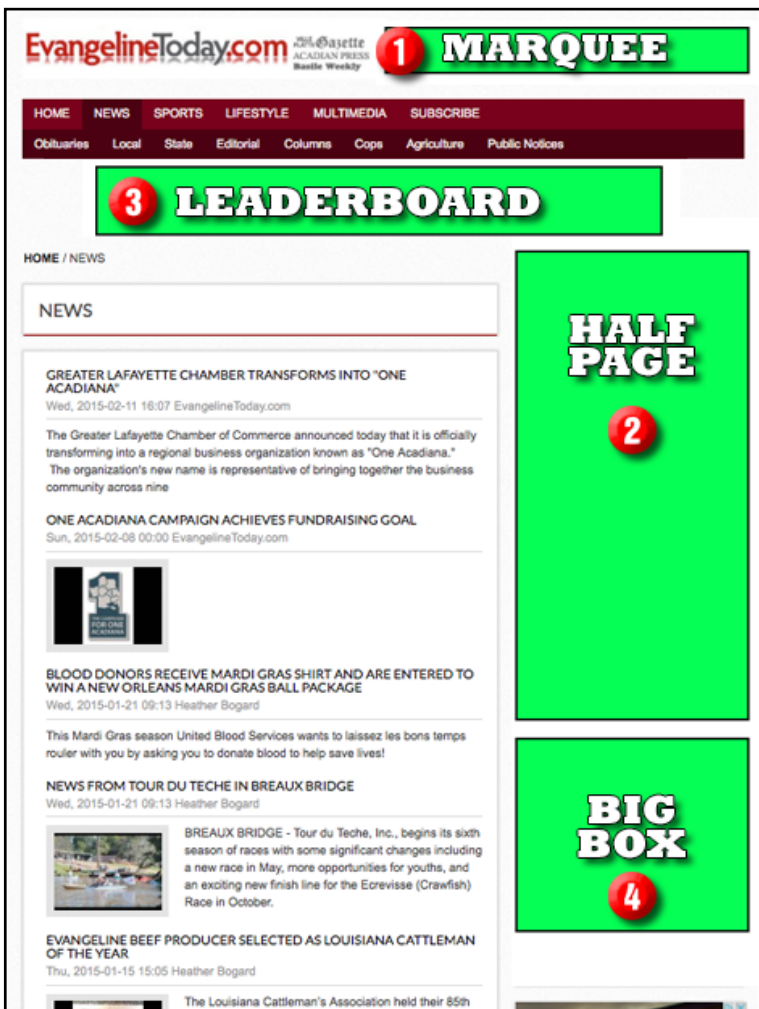 EvangelineToday.com
The Ville Platte Gazette
ACADIAN PRESS
Basile Weekly
1 MARQUEE
HOME NEWS SPORTS LIFESTYLE MULTIMEDIA SUBSCRIBE
Obituaries Local State Editorial Columns Cops Agriculture Public Notices
3 LEADERBOARD
HOME / NEWS
NEWS
GREATER LAFAYETTE CHAMBER TRANSFORMS INTO "ONE
ACADIANA"
Wed, 2015-02-11 16:07 EvangelineToday.com
The Greater Lafayette Chamber of Commerce announced today that it is officially
transforming into a regional business organization known as "One Acadiana."
The organization's new name is representative of bringing together the business
community across nine
ONE ACADIANA CAMPAIGN ACHIEVES FUNDRAISING GOAL
Sun, 2015-02-08 00:00 EvangelineToday.com
1
THE CAMPAIGN
FOR ONE
ACADIANA
BLOOD DONORS RECEIVE MARDI GRAS SHIRT AND ARE ENTERED TO
WIN A NEW ORLEANS MARDI GRAS BALL PACKAGE
Wed, 2015-01-21 09:13 Heather Bogard
This Mardi Gras season United Blood Services wants to laissez les bons temps
rouler with you by asking you to donate blood to help save lives!
NEWS FROM TOUR DU TECHE IN BREAUX BRIDGE
Wed, 2015-01-21 09:13 Heather Bogard
BREAUX BRIDGE - Tour du Teche, Inc., begins its sixth
season of races with some significant changes including
a new race in May, more opportunities for youths, and
an exciting new finish line for the Ecrevisse (Crawfish)
Race in October.
EVANGELINE BEEF PRODUCER SELECTED AS LOUISIANA CATTLEMAN
OF THE YEAR
Thu, 2015-01-15 15:05 Heather Bogard
The Louisiana Cattleman's Association held their 85th
HALF
PAGE
2
BIG
BOX
4